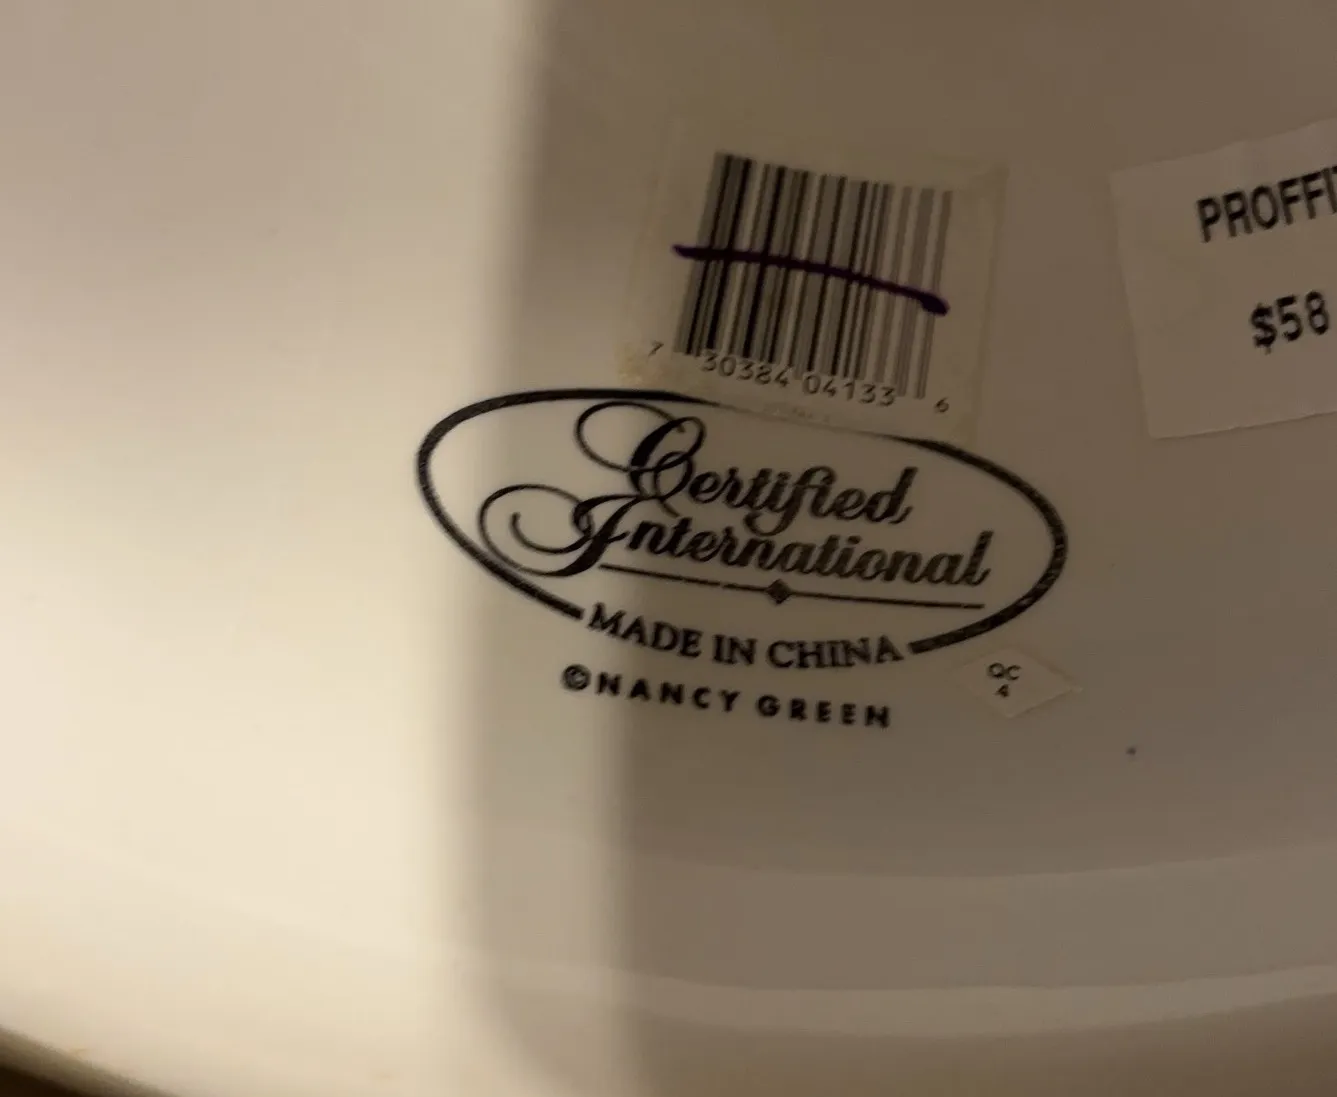 7 30384 04133 6
PROFFI
$58
Certified
International
MADE IN CHINA
©NANCY GREEN
QC
4